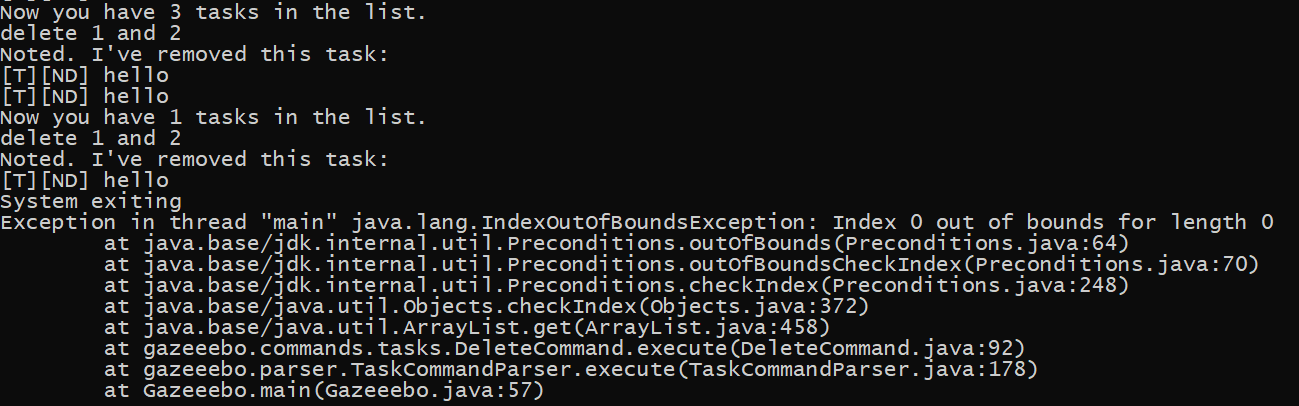 Now you have 3 tasks in the list.
delete 1 and 2
Noted. I've removed this task:
[T][ND] hello
[T][ND] hello
Now you have 1 tasks in the list.
delete 1 and 2
Noted. I've removed this task:
[T][ND] hello
System exiting
Exception in thread "main" java.lang.IndexOutOfBoundsException: Index 0 out of bounds for length 0
        at java.base/jdk.internal.util.Preconditions.outOfBounds(Preconditions.java:64)
        at java.base/jdk.internal.util.Preconditions.outOfBoundsCheckIndex(Preconditions.java:70)
        at java.base/jdk.internal.util.Preconditions.checkIndex(Preconditions.java:248)
        at java.base/java.util.Objects.checkIndex(Objects.java:372)
        at java.base/java.util.ArrayList.get(ArrayList.java:458)
        at gazeeebo.commands.tasks.DeleteCommand.execute(DeleteCommand.java:92)
        at gazeeebo.parser.TaskCommandParser.execute(TaskCommandParser.java:178)
        at Gazeeebo.main(Gazeeebo.java:57)